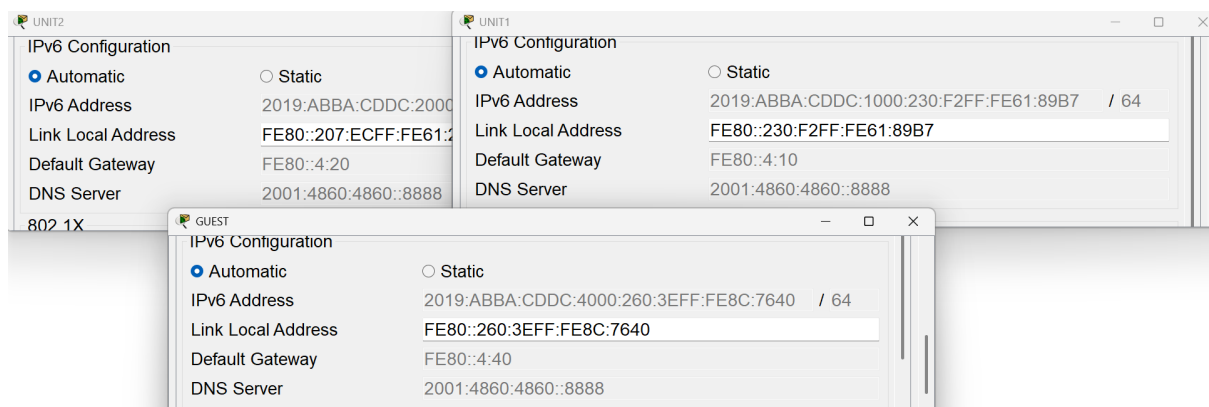 UNIT2
IPv6 Configuration
Automatic Static
IPv6 Address 2019:ABBA:CDDC:2000
Link Local Address FE80::207:ECFF:FE61:2
Default Gateway FE80::4:20
DNS Server 2001:4860:4860::8888
802.1X
UNIT1
IPv6 Configuration
Automatic Static
IPv6 Address 2019:ABBA:CDDC:1000:230:F2FF:FE61:89B7 / 64
Link Local Address FE80::230:F2FF:FE61:89B7
Default Gateway FE80::4:10
DNS Server 2001:4860:4860::8888
GUEST
IPv6 Configuration
Automatic Static
IPv6 Address 2019:ABBA:CDDC:4000:260:3EFF:FE8C:7640 / 64
Link Local Address FE80::260:3EFF:FE8C:7640
Default Gateway FE80::4:40
DNS Server 2001:4860:4860::8888